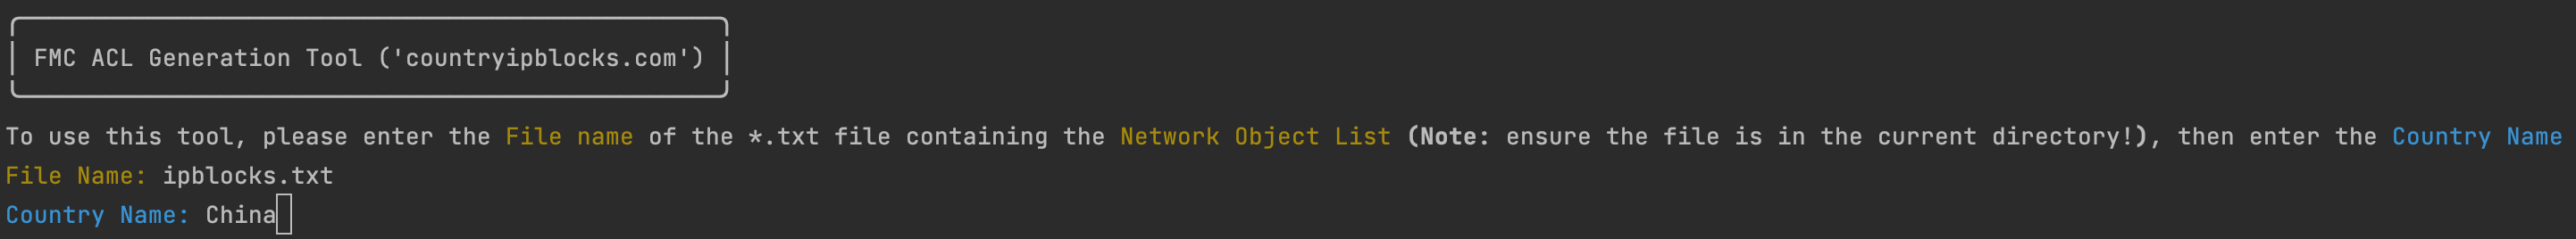 FMC ACL Generation Tool ('countryipblocks.com')
To use this tool, please enter the File name of the *.txt file containing the Network Object List (Note: ensure the file is in the current directory!), then enter the Country Name
File Name: ipblocks.txt
Country Name: China